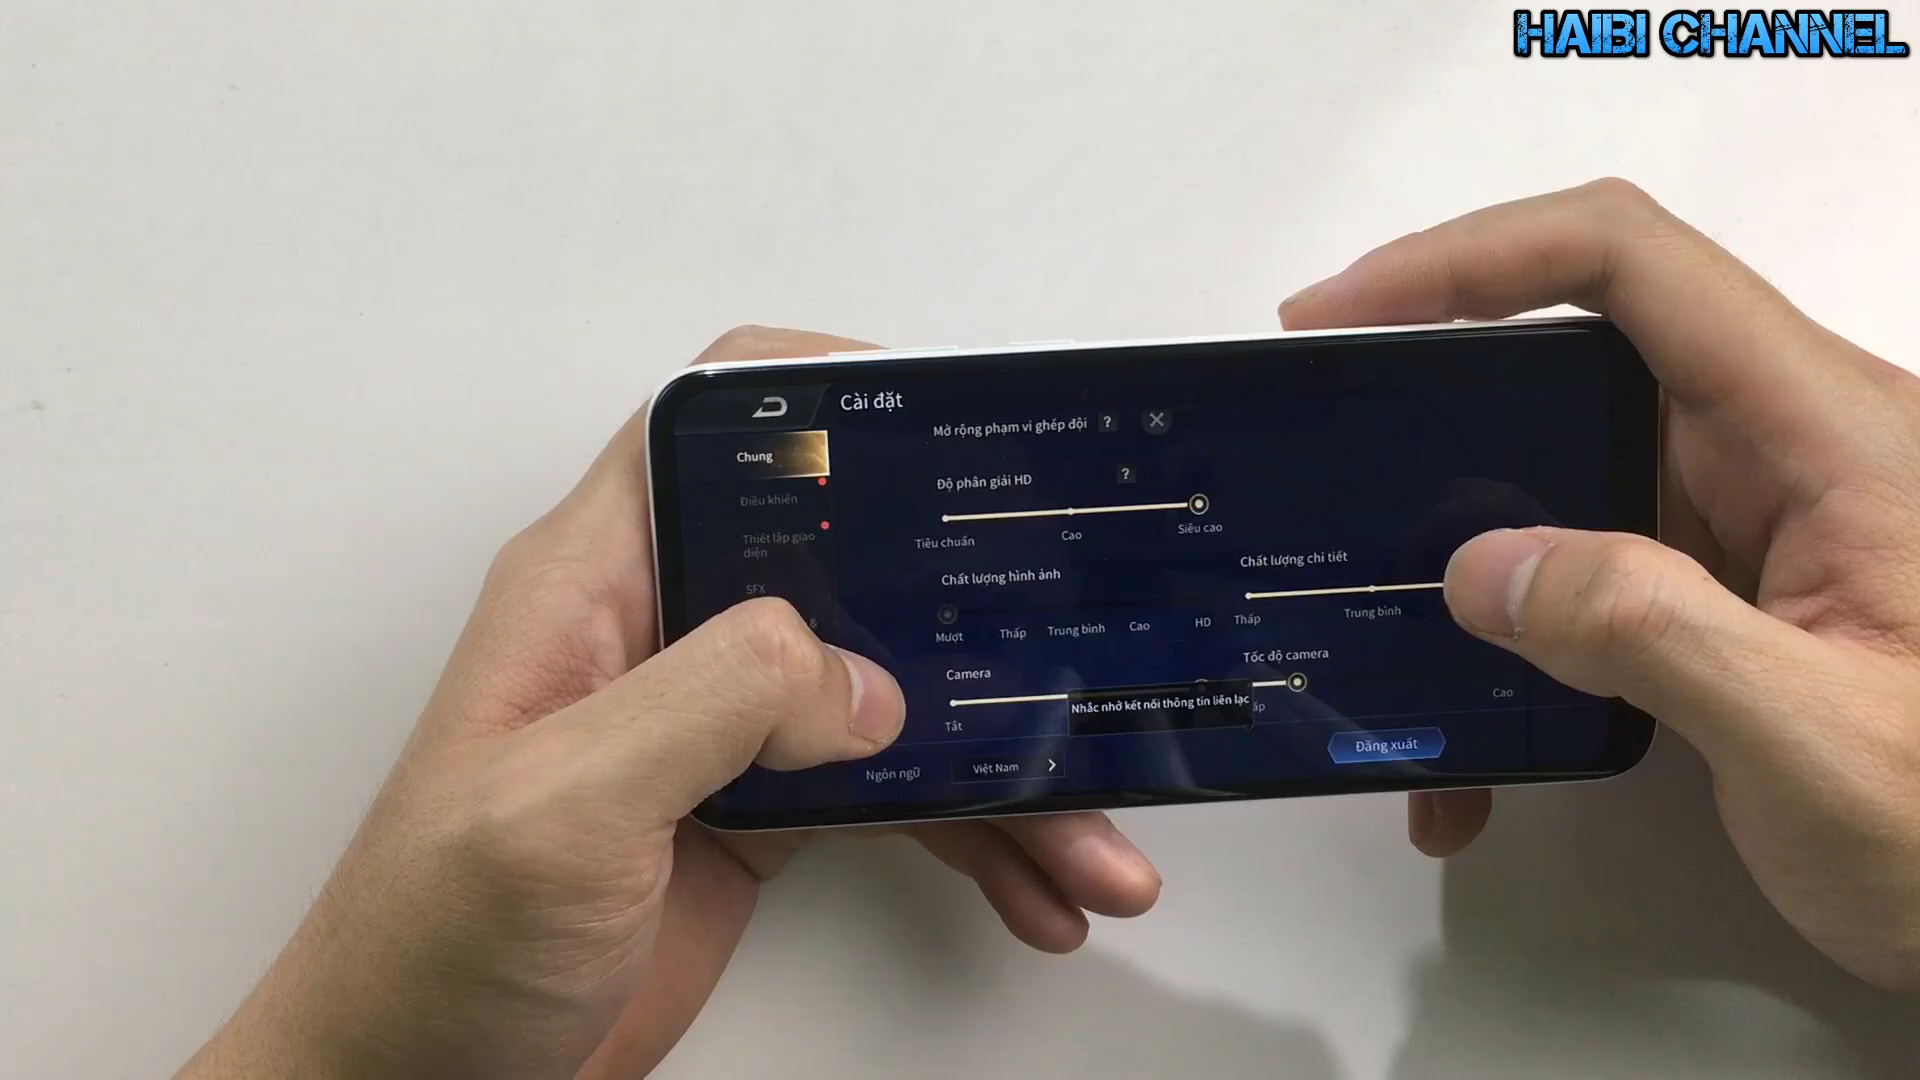 HAIBI CHANNEL
Cài đặt
Mở rộng phạm vi ghép đội ?
Chung
Độ phân giải HD ?
Điều khiển
Tiêu chuẩn Cao Siêu cao
Thiết lập giao
diện
Chất lượng hình ảnh
Chất lượng chi tiết
SFX
&
Mượt Thấp Trung bình Cao HD
Thấp Trung bình
Camera
Tốc độ camera
Nhắc nhở kết nối thông tin liên lạc
Tắt
Cao
Ngôn ngữ
Việt Nam
Đăng xuất